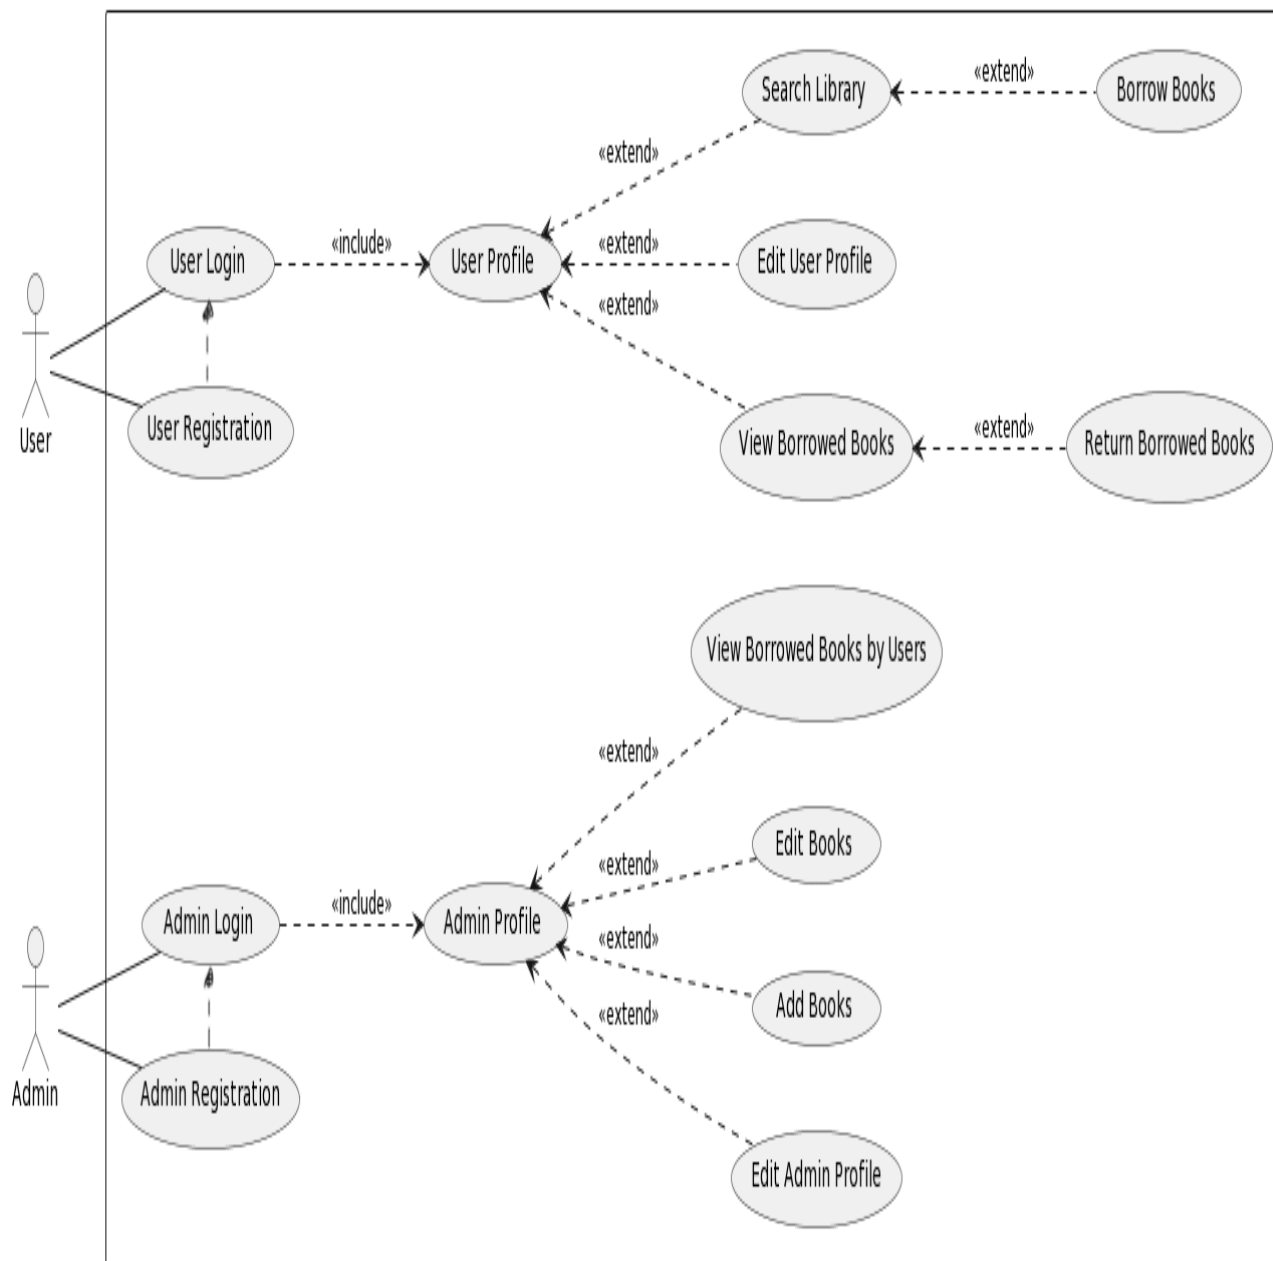 Search Library
«extend»
Borrow Books
«extend»
User Login
«include»
User Profile
«extend»
Edit User Profile
«extend»
User
User Registration
View Borrowed Books
«extend»
Return Borrowed Books
View Borrowed Books by Users
«extend»
Edit Books
«extend»
Admin Login
«include»
Admin Profile
«extend»
Add Books
«extend»
Admin
Admin Registration
Edit Admin Profile